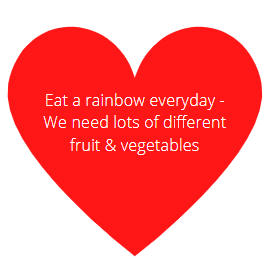 Eat a rainbow everyday -
We need lots of different
fruit & vegetables